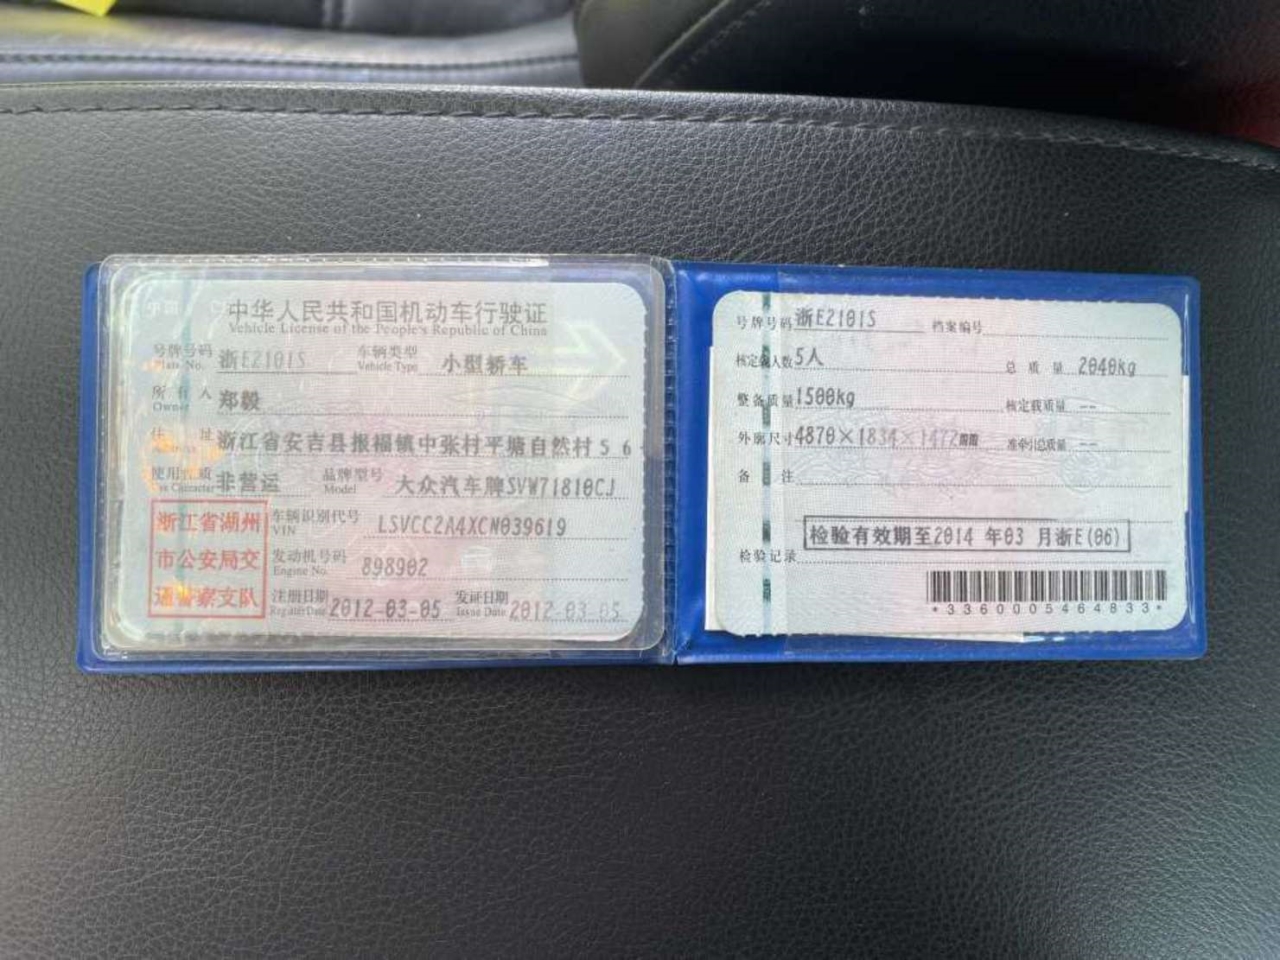 中华人民共和国机动车行驶证
Vehicle License of the People's Republic of China
号牌号码 浙E2101S 车辆类型 小型轿车
Plate No. Vehicle Type
所有人 郑毅
Owner
住址 浙江省安吉县报福镇中张村平塘自然村56
使用性质 非营运 品牌型号 大众汽车牌SVW71810CJ
Use Character Model
浙江省湖州
市公安局交
通警察支队
车辆识别代号 LSVCC2A4XCN039619
VIN
发动机号码 898902
Engine No.
注册日期 2012-03-05 发证日期 2012-03-05
Register Date Issue Date
号牌号码 浙E2101S 档案编号
核定载人数 5人 总质量 2040kg
整备质量 1500kg 核定载质量 --
外廓尺寸 4870×1834×1472mm 准牵引总质量 --
备注
检验有效期至2014 年03 月浙E(06)
检验记录
*3360005464833*